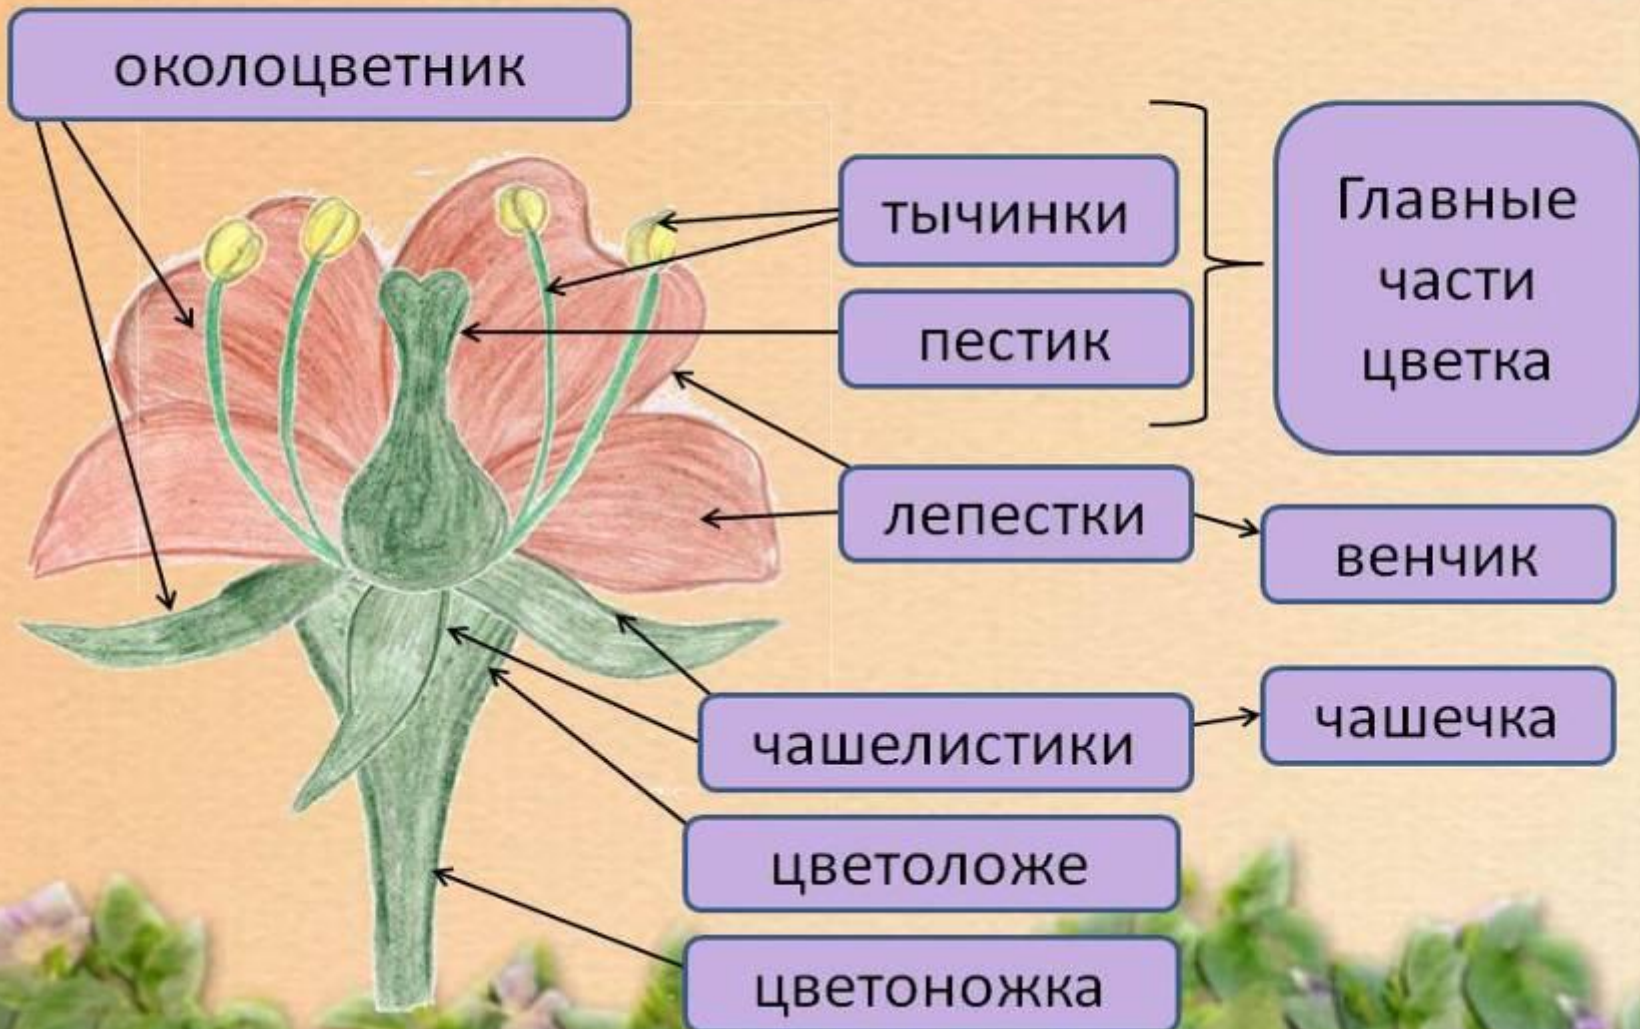 околоцветник
тычинки
пестик
Главные
части
цветка
лепестки
венчик
чашелистики
чашечка
цветоложе
цветоножка